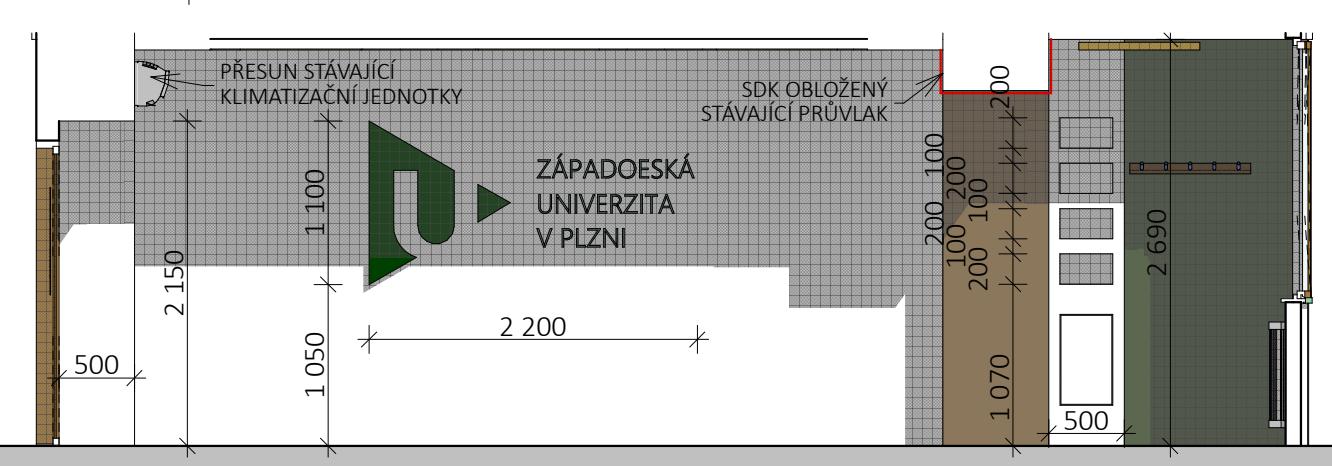 PŘESUN STÁVAJÍCÍ
KLIMATIZAČNÍ JEDNOTKY
SDK OBLOŽENÝ
STÁVAJÍCÍ PRŮVLAK
ZÁPADOESKÁ
UNIVERZITA
V PLZNI
500
2 150
1 100
1 050
2 200
200
100
200
100
200
100
200
1 070
500
2 690